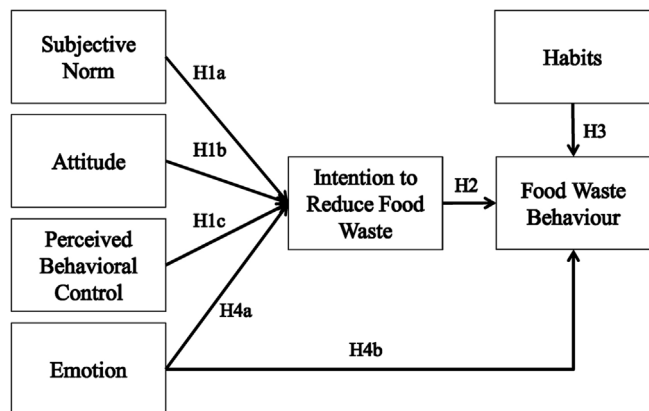 Subjective
Norm
H1a
Habits
H3
Attitude
H1b
Intention to
Reduce Food
Waste
H2
Food Waste
Behaviour
Perceived
Behavioral
Control
H1c
H4a
Emotion
H4b